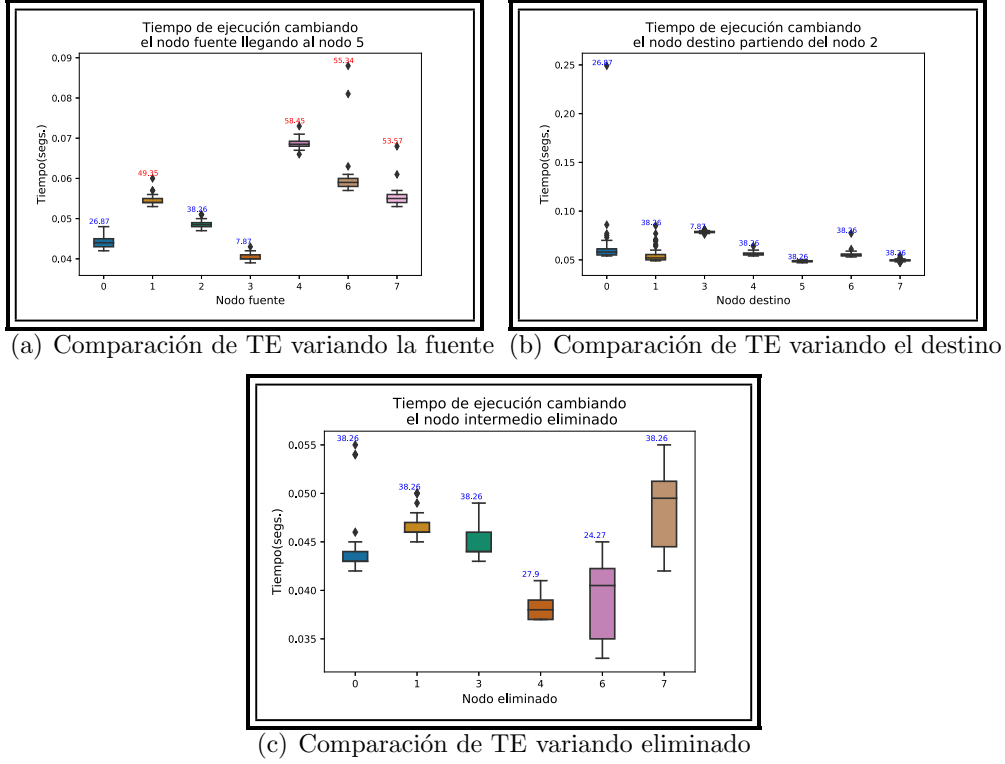 Tiempo de ejecución cambiando
el nodo fuente llegando al nodo 5
0.09
0.08
0.07
0.06
0.05
0.04
Tiempo(segs.)
26.87
49.35
38.26
7.87
58.45
55.34
53.57
0 1 2 3 4 6 7
Nodo fuente
(a) Comparación de TE variando la fuente
Tiempo de ejecución cambiando
el nodo destino partiendo del nodo 2
0.25
0.20
0.15
0.10
0.05
Tiempo(segs.)
26.87
38.26
7.87
38.26
38.26
38.26
38.26
0 1 3 4 5 6 7
Nodo destino
(b) Comparación de TE variando el destino
Tiempo de ejecución cambiando
el nodo intermedio eliminado
0.055
0.050
0.045
0.040
0.035
Tiempo(segs.)
38.26
38.26
38.26
27.9
24.27
38.26
0 1 3 4 6 7
Nodo eliminado
(c) Comparación de TE variando eliminado